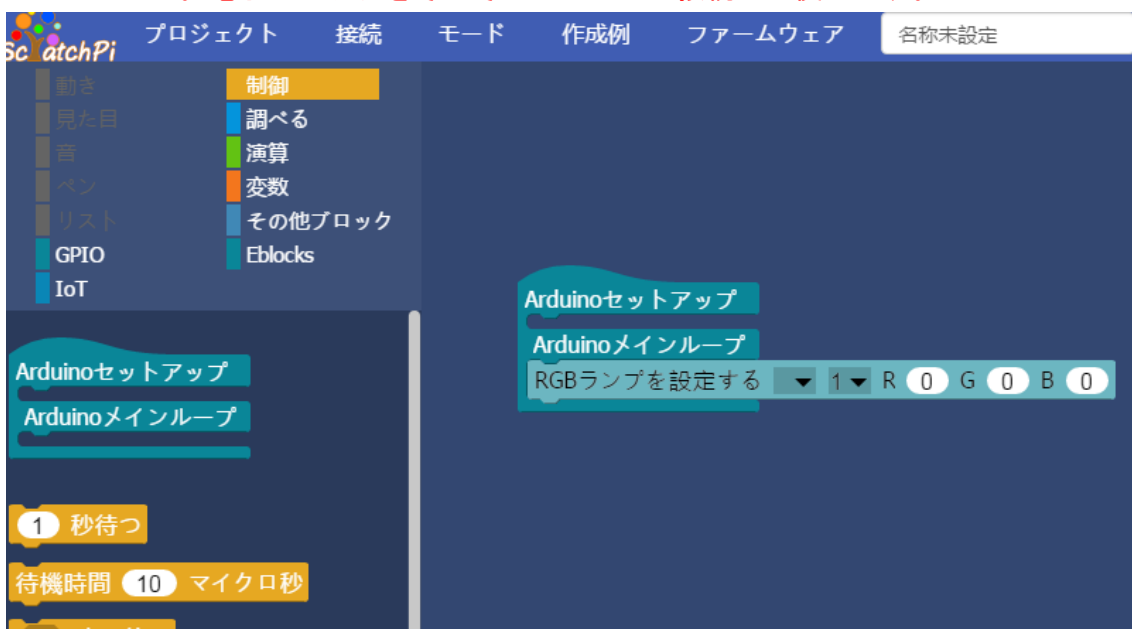 ScratchPi プロジェクト 接続 モード 作成例 ファームウェア 名称未設定
動き 制御
見た目 調べる
音 演算
ペン 変数
リスト その他ブロック
GPIO Eblocks
IoT
Arduinoセットアップ
Arduinoメインループ
1 秒待つ
待機時間 10 マイクロ秒
Arduinoセットアップ
Arduinoメインループ
RGBランプを設定する 1 R 0 G 0 B 0